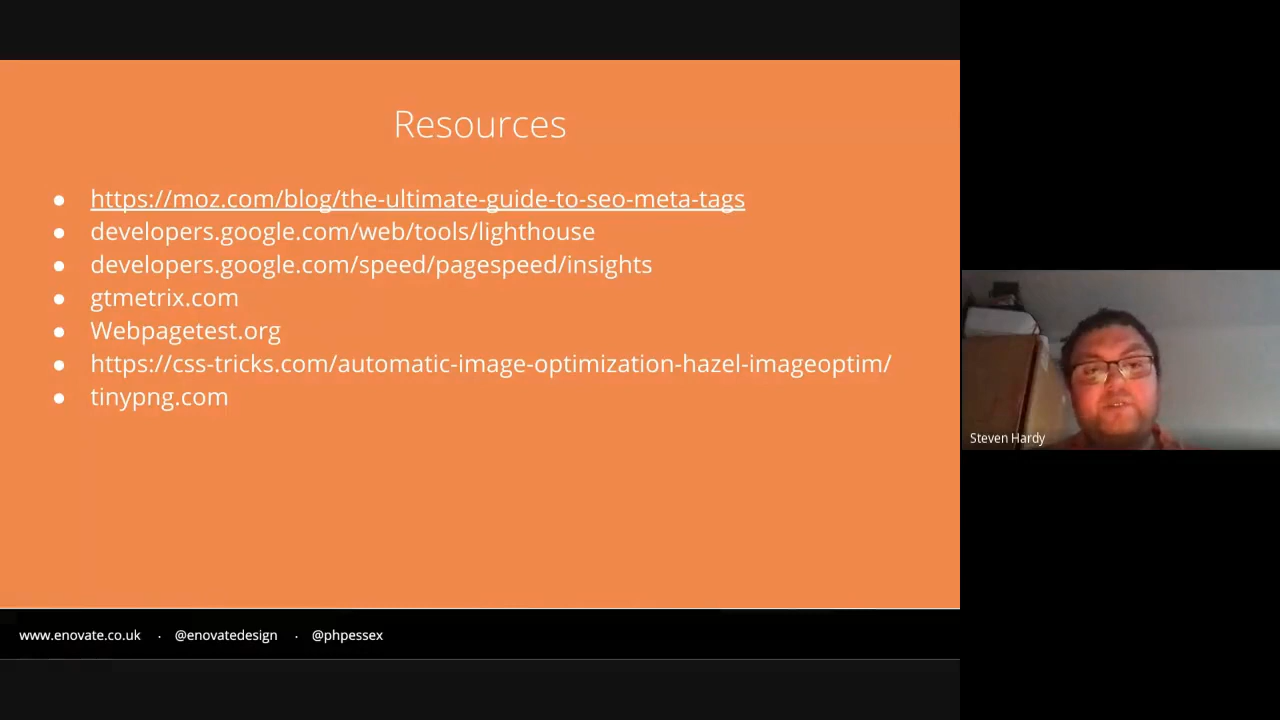 Resources
https://moz.com/blog/the-ultimate-guide-to-seo-meta-tags
developers.google.com/web/tools/lighthouse
developers.google.com/speed/pagespeed/insights
gtmetrix.com
Webpagetest.org
https://css-tricks.com/automatic-image-optimization-hazel-imageoptim/
tinypng.com
Steven Hardy
www.enovate.co.uk · @enovatedesign · @phpessex